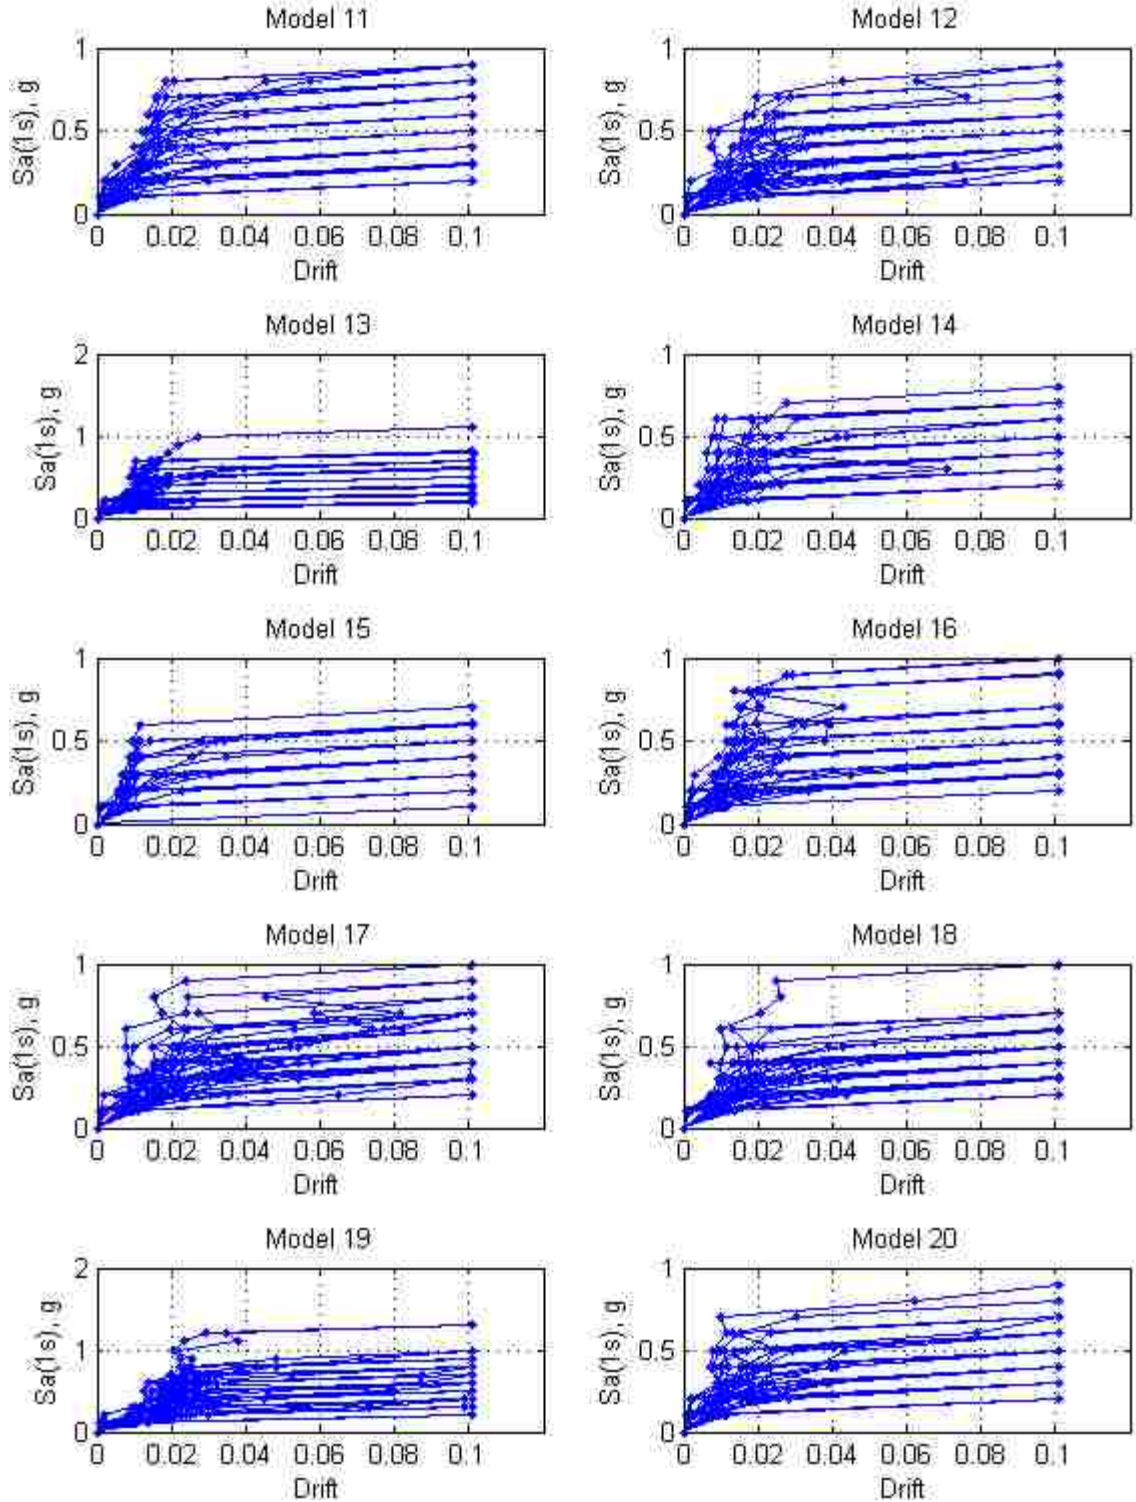 Model 11
Model 12
1
0.5
0
Sa(1s), g
0 0.02 0.04 0.06 0.08 0.1
Drift
1
0.5
0
Sa(1s), g
0 0.02 0.04 0.06 0.08 0.1
Drift
Model 13
Model 14
2
1
0
Sa(1s), g
0 0.02 0.04 0.06 0.08 0.1
Drift
1
0.5
0
Sa(1s), g
0 0.02 0.04 0.06 0.08 0.1
Drift
Model 15
Model 16
1
0.5
0
Sa(1s), g
0 0.02 0.04 0.06 0.08 0.1
Drift
1
0.5
0
Sa(1s), g
0 0.02 0.04 0.06 0.08 0.1
Drift
Model 17
Model 18
1
0.5
0
Sa(1s), g
0 0.02 0.04 0.06 0.08 0.1
Drift
1
0.5
0
Sa(1s), g
0 0.02 0.04 0.06 0.08 0.1
Drift
Model 19
Model 20
2
1
0
Sa(1s), g
0 0.02 0.04 0.06 0.08 0.1
Drift
1
0.5
0
Sa(1s), g
0 0.02 0.04 0.06 0.08 0.1
Drift